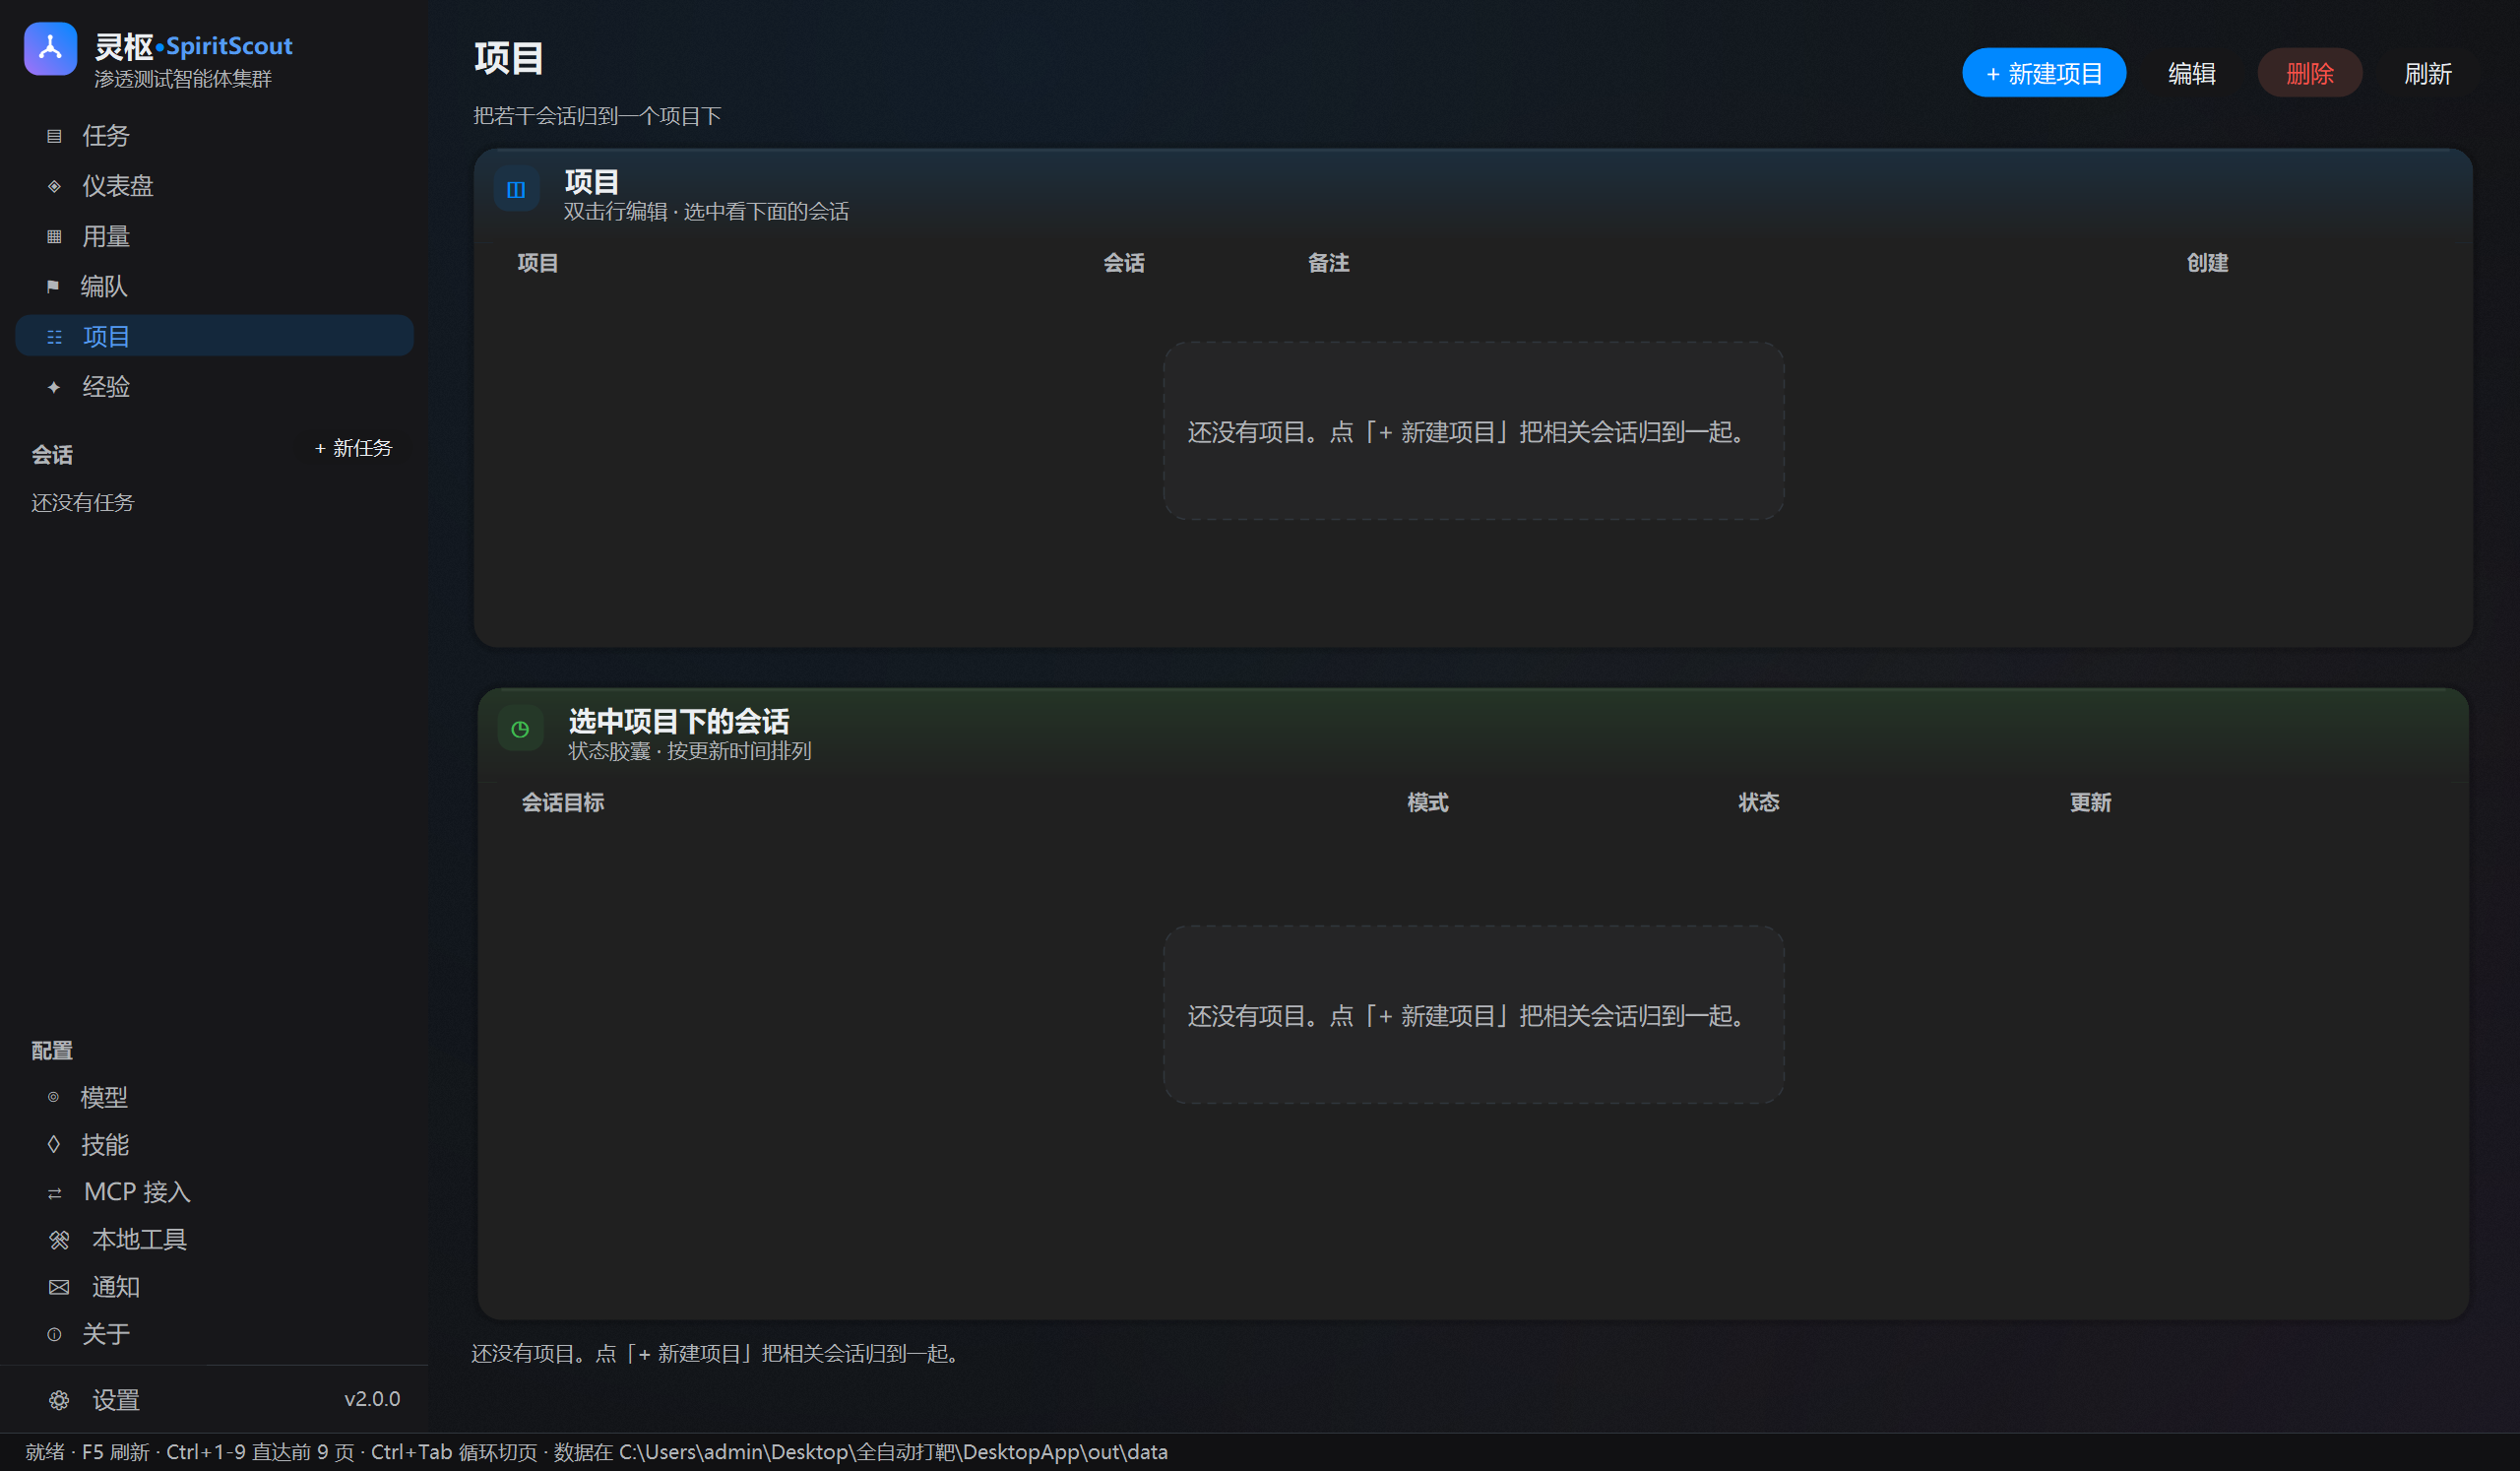 灵枢•SpiritScout
渗透测试智能体集群
任务
仪表盘
用量
编队
项目
经验
会话
+ 新任务
还没有任务
配置
模型
技能
MCP 接入
本地工具
通知
关于
设置
v2.0.0
项目
把若干会话归到一个项目下
+ 新建项目
编辑
删除
刷新
项目
双击行编辑 · 选中看下面的会话
项目 会话 备注 创建
还没有项目。点「+ 新建项目」把相关会话归到一起。
选中项目下的会话
状态胶囊 · 按更新时间排列
会话目标 模式 状态 更新
还没有项目。点「+ 新建项目」把相关会话归到一起。
还没有项目。点「+ 新建项目」把相关会话归到一起。
就绪 · F5 刷新 · Ctrl+1-9 直达前 9 页 · Ctrl+Tab 循环切页 · 数据在 C:\Users\admin\Desktop\全自动打靶\DesktopApp\out\data